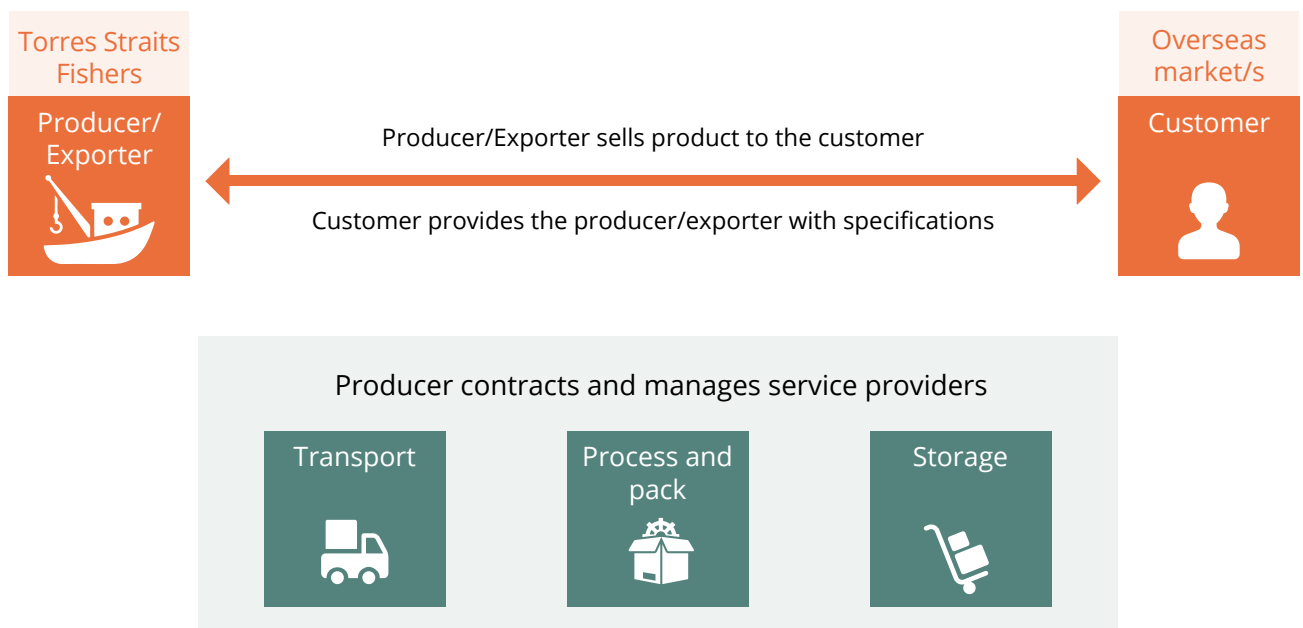 Torres Straits
Fishers
Producer/
Exporter
Producer/Exporter sells product to the customer
Customer provides the producer/exporter with specifications
Overseas
market/s
Customer
Producer contracts and manages service providers
Transport
Process and
pack
Storage